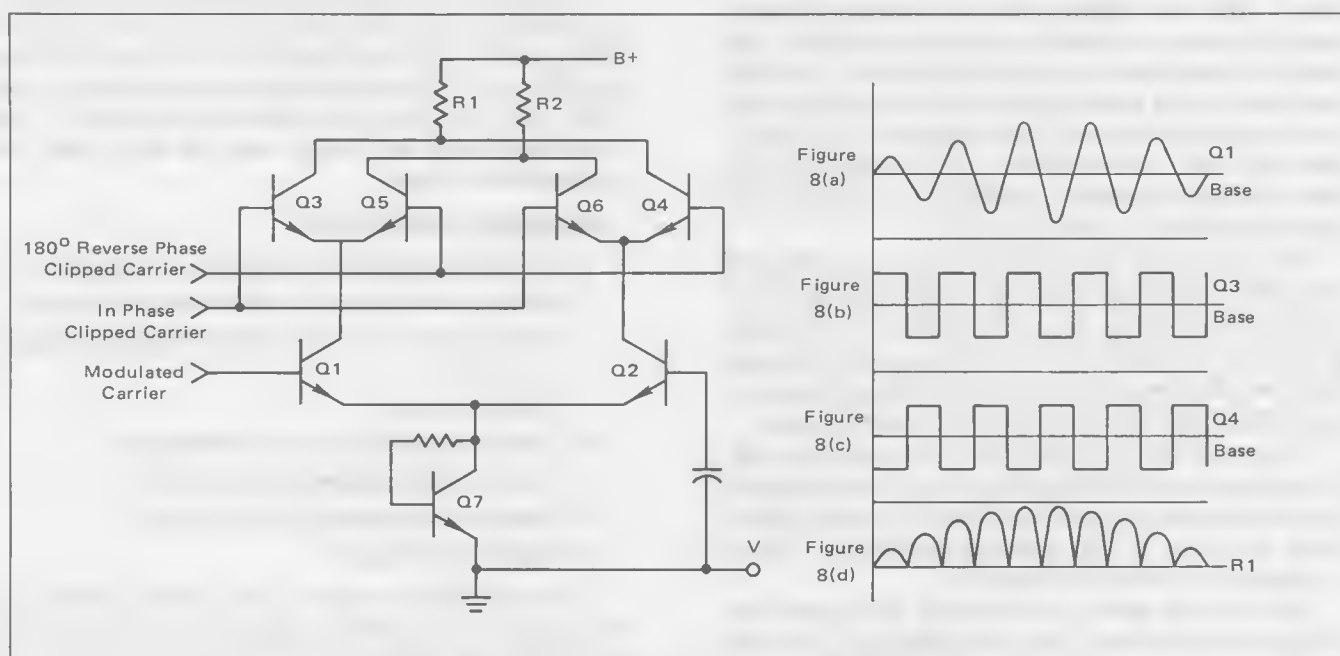 B+
R1
R2
Q3
Q5
Q6
Q4
180° Reverse Phase
Clipped Carrier
In Phase
Clipped Carrier
Modulated
Carrier
Q1
Q2
Q7
V
Figure
8(a)
Q1
Base
Figure
8(b)
Q3
Base
Figure
8(c)
Q4
Base
Figure
8(d)
R1